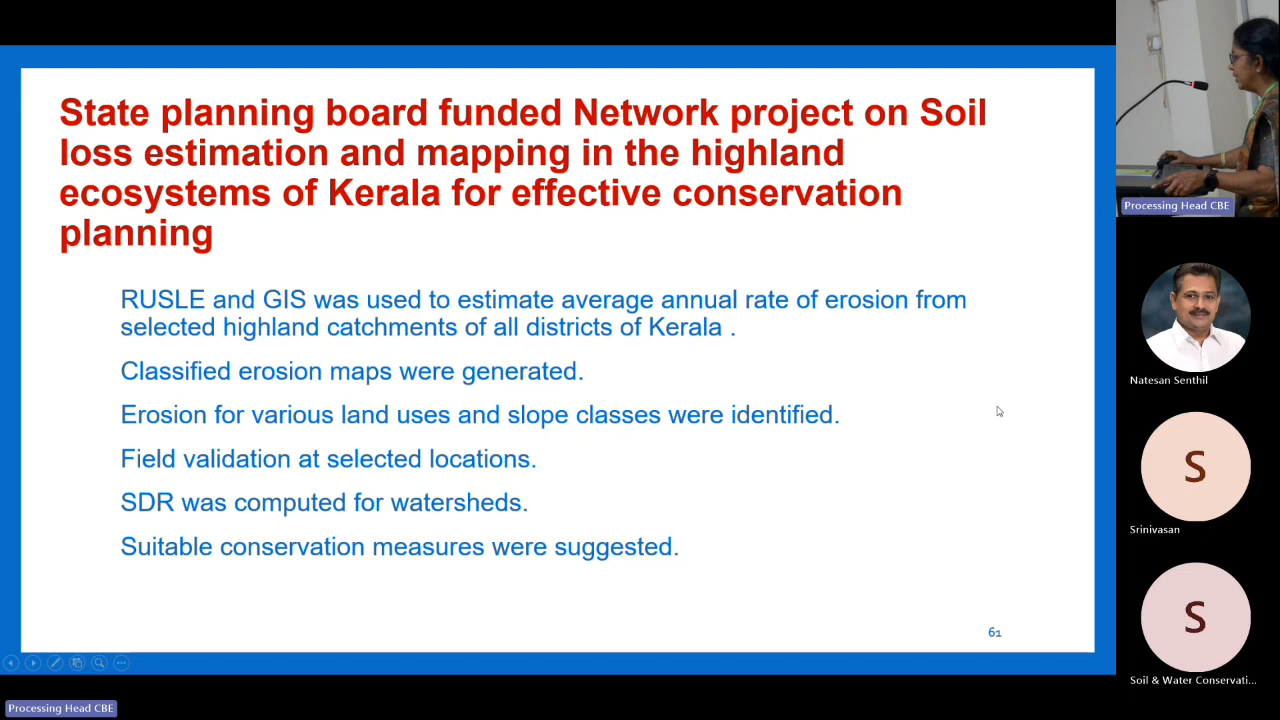 State planning board funded Network project on Soil
loss estimation and mapping in the highland
ecosystems of Kerala for effective conservation
planning
RUSLE and GIS was used to estimate average annual rate of erosion from
selected highland catchments of all districts of Kerala .
Classified erosion maps were generated.
Erosion for various land uses and slope classes were identified.
Field validation at selected locations.
SDR was computed for watersheds.
Suitable conservation measures were suggested.
61
Processing Head CBE
Natesan Senthil
S
Srinivasan
S
Soil & Water Conservati...
Processing Head CBE